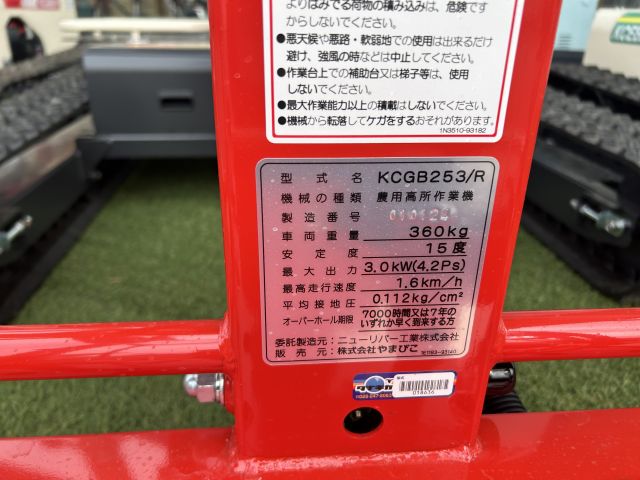 よりはみでる荷物の積み込みは、危険です
からしないでください。
●悪天候や悪路・軟弱地での使用は出来るだけ
避け、強風の時などは中止してください。
●作業台上での補助台又は梯子等は、使用
しないでください。
●最大作業能力以上の積載はしないでください。
●機械から転落してケガをするおそれがあります。
1N3510-93182
型式名 KCGB253/R
機械の種類 農用高所作業機
製造番号
車両重量 360kg
安定度 15度
最大出力 3.0kW(4.2Ps)
最高走行速度 1.6km/h
平均接地圧 0.112kg/cm²
オーバーホール期限 7000時間又は7年の
いずれか早く到来する方
委託製造元:ニューリバー工業株式会社
販売元:株式会社やまびこ
018636